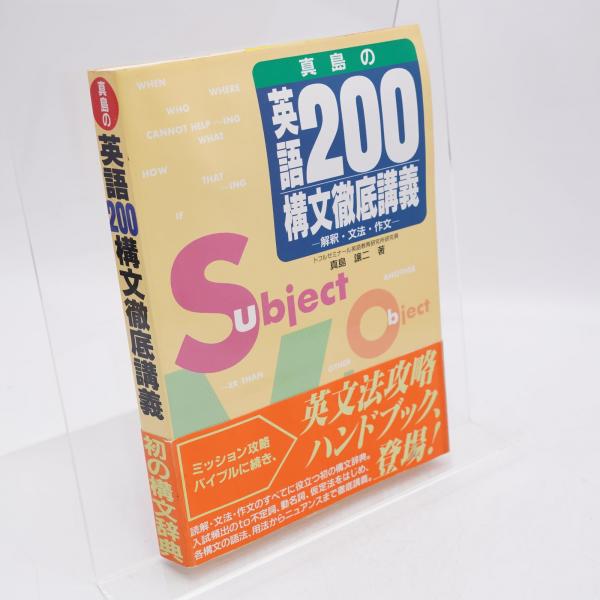 真島の
英語200構文徹底講義
初の構文辞典
真島の
英語
200
構文徹底講義
―解釈・文法・作文―
トフルゼミナール英語教育研究所研究員
真島 譲二 著
WHEN
WHO
WHERE
CANNOT HELP ~ing
WHAT
HOW
THAT
~ING
IF
Subject
V
ANOTHER
Object
~ER THAN
OTHER
ミッション攻略
バイブルに続き、
英文法攻略
ハンドブック、
登場!
読解・文法・作文のすべてに役立つ初の構文辞典。
入試頻出のto不定詞、動名詞、仮定法をはじめ、
各構文の語法、用法からニュアンスまで徹底講義。